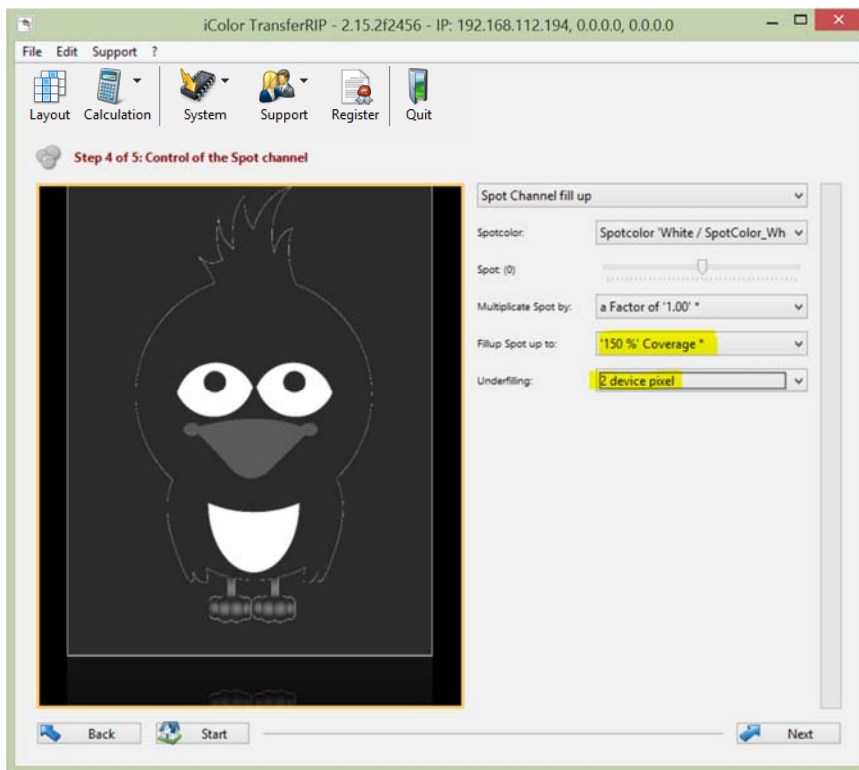 iColor TransferRIP - 2.15.2f2456 - IP: 192.168.112.194, 0.0.0.0, 0.0.0.0
File Edit Support ?
Layout Calculation System Support Register Quit
Step 4 of 5: Control of the Spot channel
Spot Channel fill up
Spotcolor: Spotcolor 'White / SpotColor_Wh
Spot: (0)
Multiplicate Spot by: a Factor of '1.00' *
Fillup Spot up to: '150 %' Coverage *
Underfilling: 2 device pixel
Back Start Next